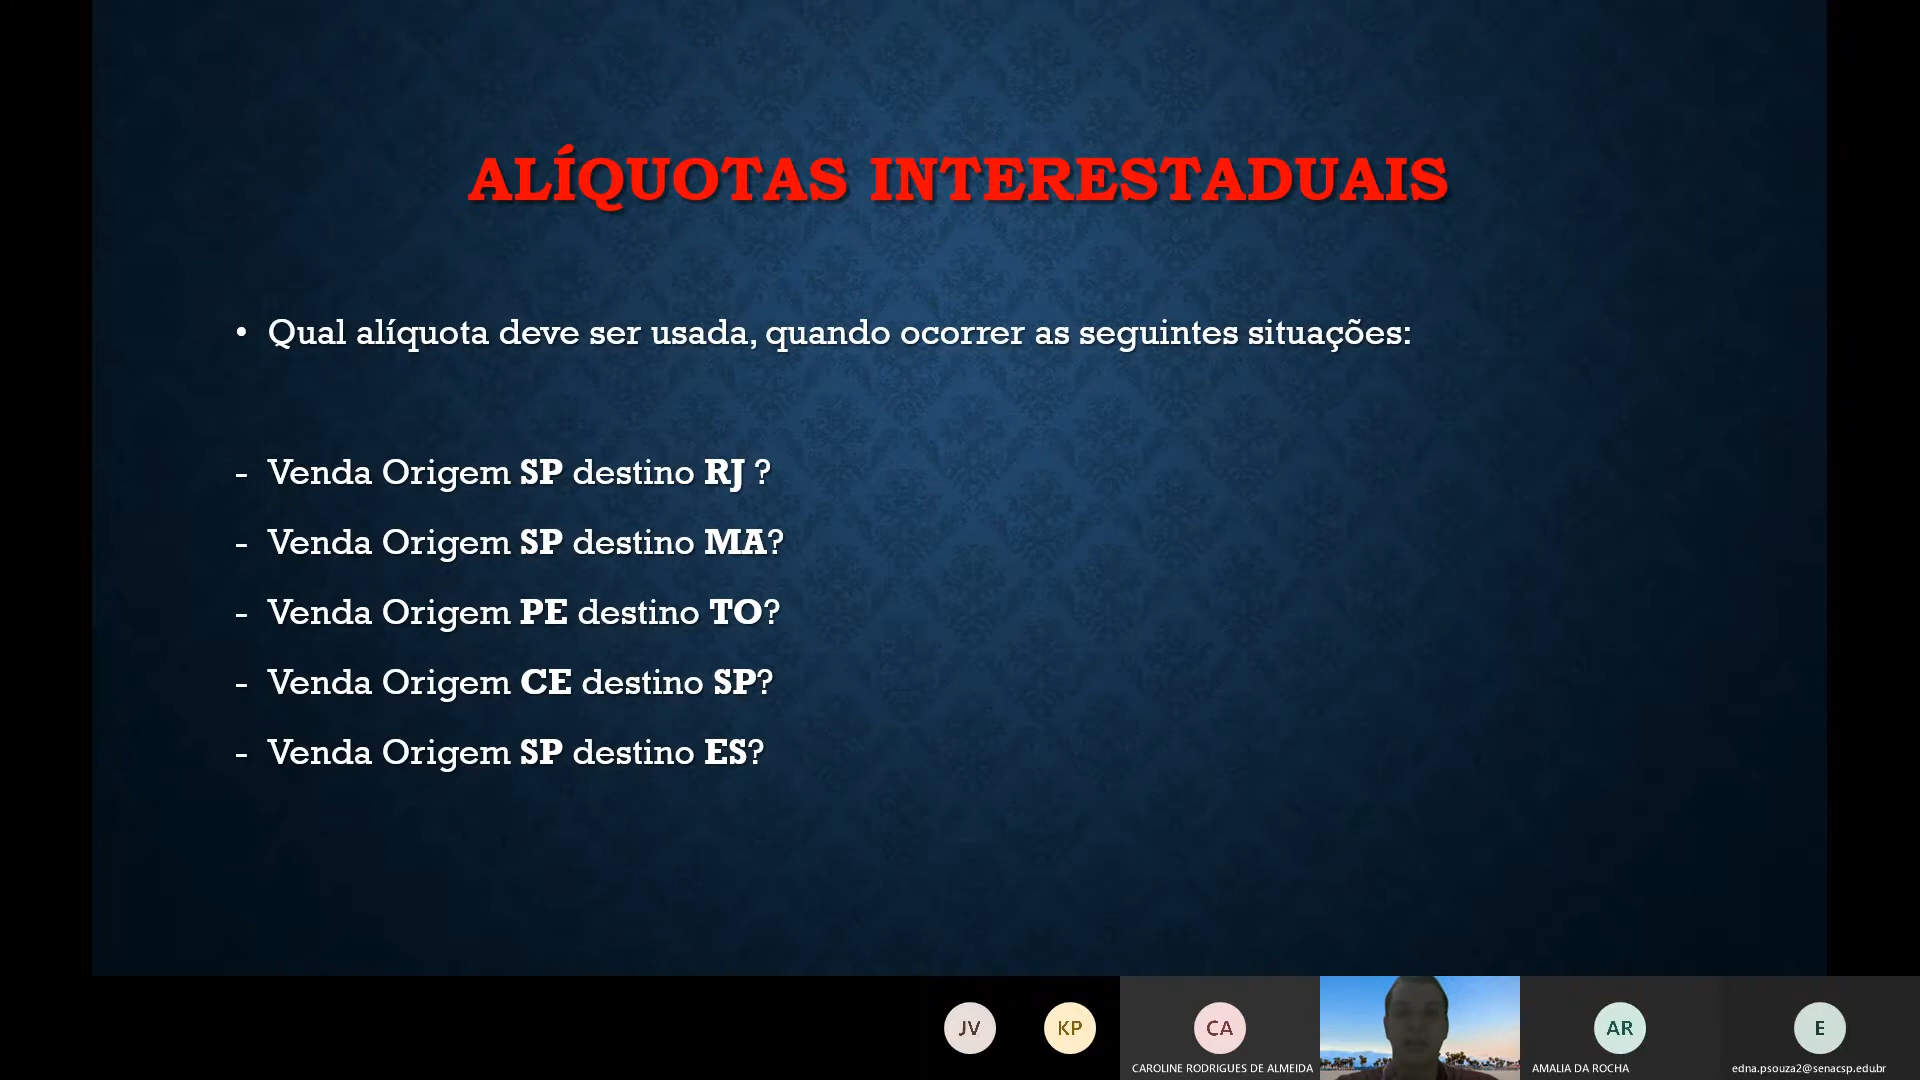 ALÍQUOTAS INTERESTADUAIS
• Qual alíquota deve ser usada, quando ocorrer as seguintes situações:
- Venda Origem SP destino RJ ?
- Venda Origem SP destino MA?
- Venda Origem PE destino TO?
- Venda Origem CE destino SP?
- Venda Origem SP destino ES?
JV KP CA AR E
CAROLINE RODRIGUES DE ALMEIDA AMALIA DA ROCHA edna.psouza2@senacsp.edu.br